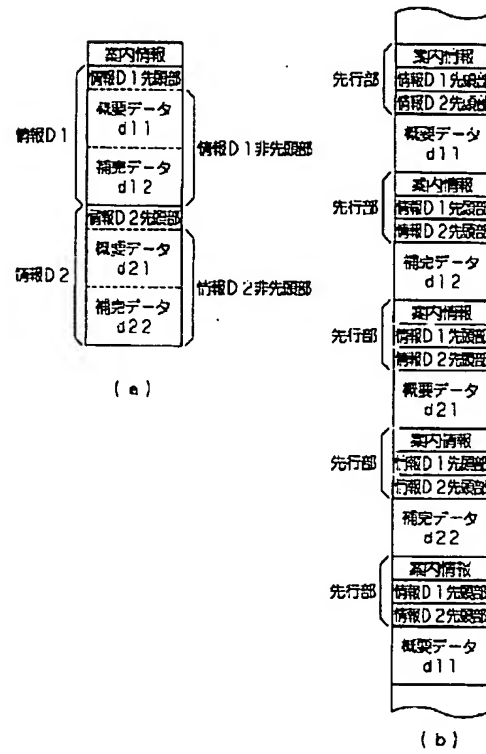 案内情報
情報D1先頭部
概要データ
d11
補完データ
d12
情報D1
情報D1非先頭部
情報D2先頭部
概要データ
d21
補完データ
d22
情報D2
情報D2非先頭部
(a)
先行部
案内情報
情報D1先頭部
情報D2先頭部
概要データ
d11
先行部
案内情報
情報D1先頭部
情報D2先頭部
補完データ
d12
先行部
案内情報
情報D1先頭部
情報D2先頭部
概要データ
d21
先行部
案内情報
情報D1先頭部
情報D2先頭部
補完データ
d22
先行部
案内情報
情報D1先頭部
情報D2先頭部
概要データ
d11
(b)